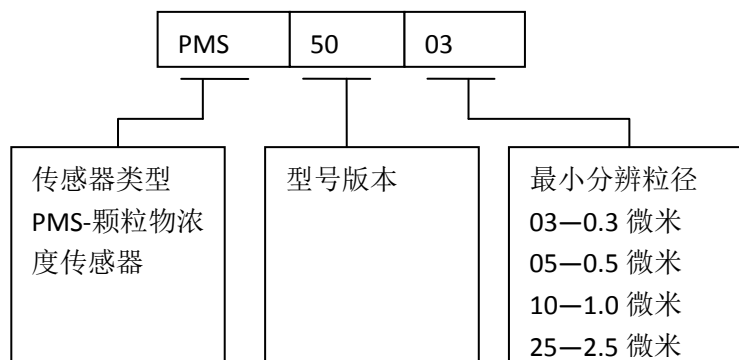 PMS 50 03
传感器类型
PMS-颗粒物浓
度传感器
型号版本
最小分辨粒径
03—0.3 微米
05—0.5 微米
10—1.0 微米
25—2.5 微米